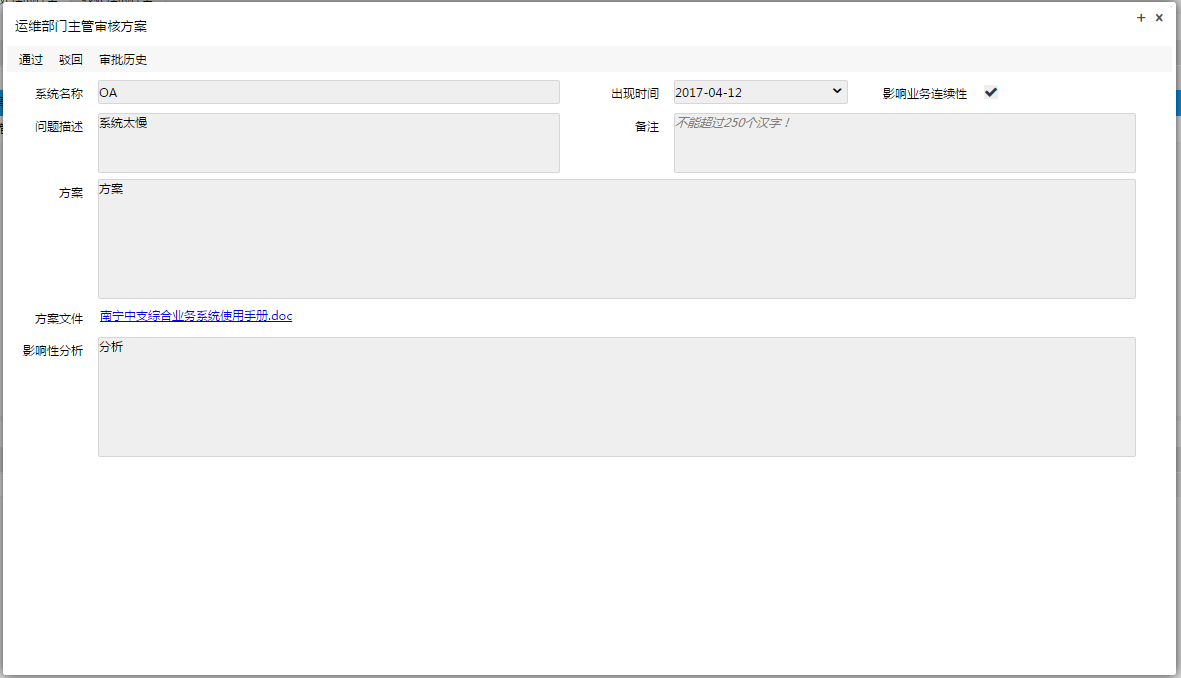 运维部门主管审核方案
通过 驳回 审批历史
系统名称 OA 出现时间 2017-04-12 影响业务连续性
问题描述 系统太慢 备注 不能超过250个汉字！
方案 方案
方案文件 南宁中支综合业务系统使用手册.doc
影响性分析 分析